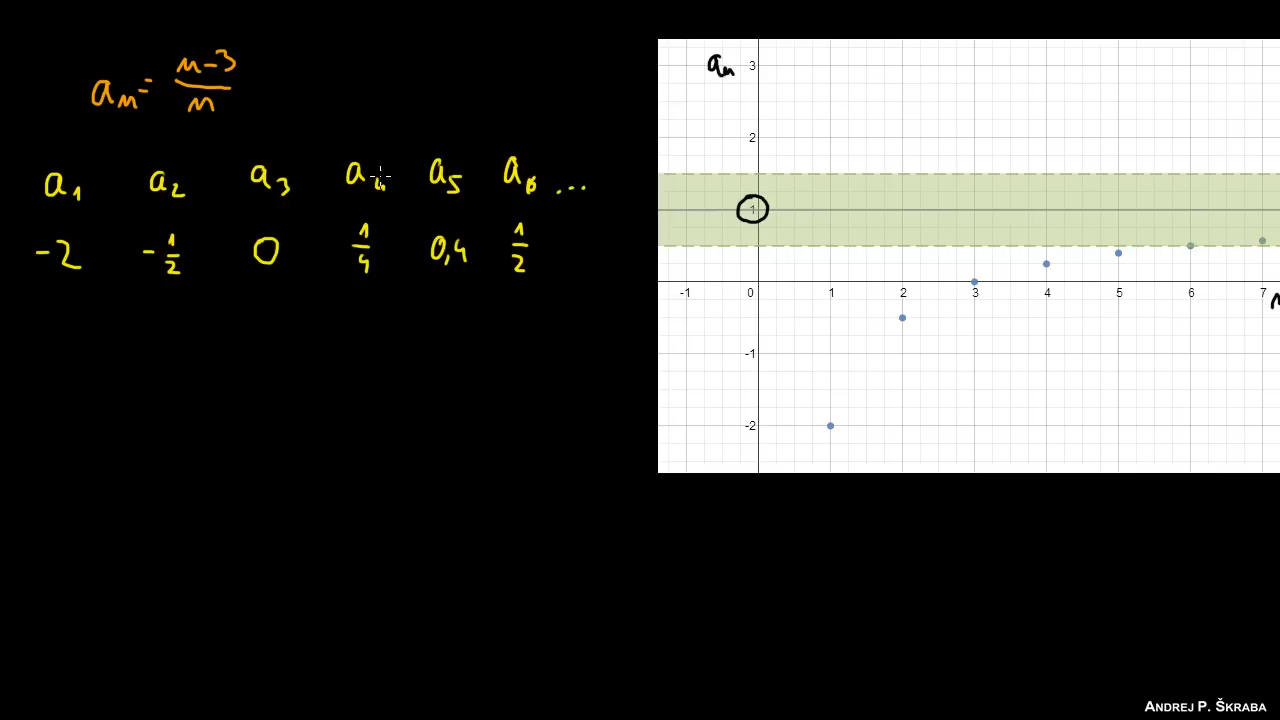 aₙ = (n-3)/n
a₁ a₂ a₃ a₄ a₅ a₆ ...
-2 -1/2 0 1/4 0,4 1/2
aₙ 3
2
1
-1 0 1 2 3 4 5 6 7
-1
-2
ANDREJ P. ŠKRABA